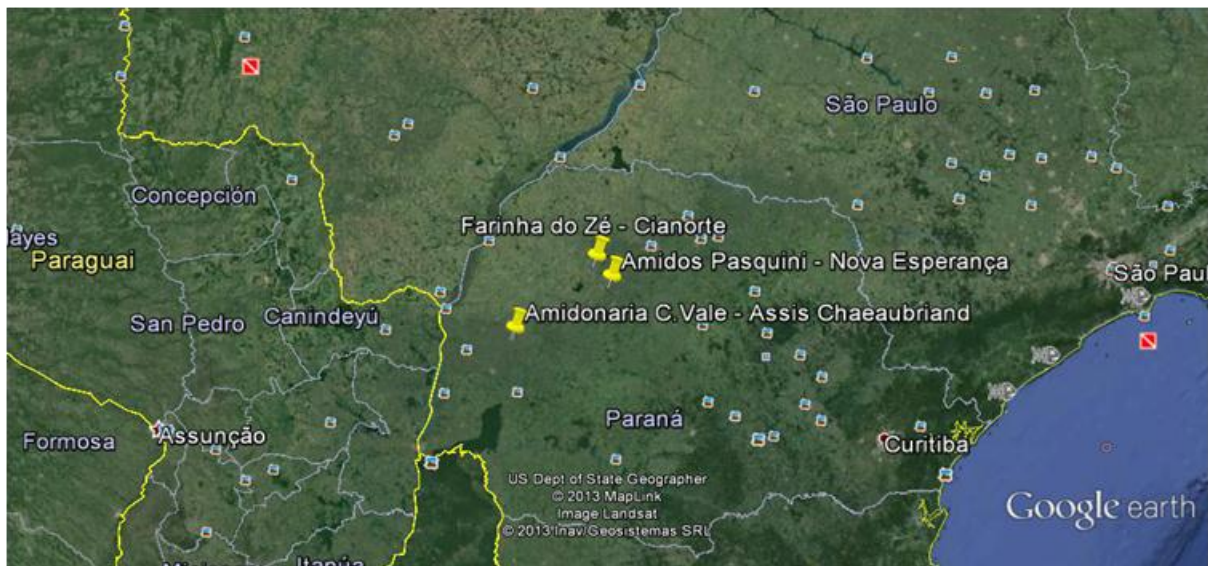 São Paulo
Concepción
Farinha do Zé - Cianorte
ayes
Paraguai
Amidos Pasquini - Nova Esperança
São Paul
San Pedro
Canindeyú
Amidonaria C.Vale - Assis Chaeaubriand
Formosa
Assunção
Paraná
Curitiba
US Dept of State Geographer
© 2013 MapLink
Image Landsat
© 2013 Inav/Geosistemas SRL
Google earth
Itapúa